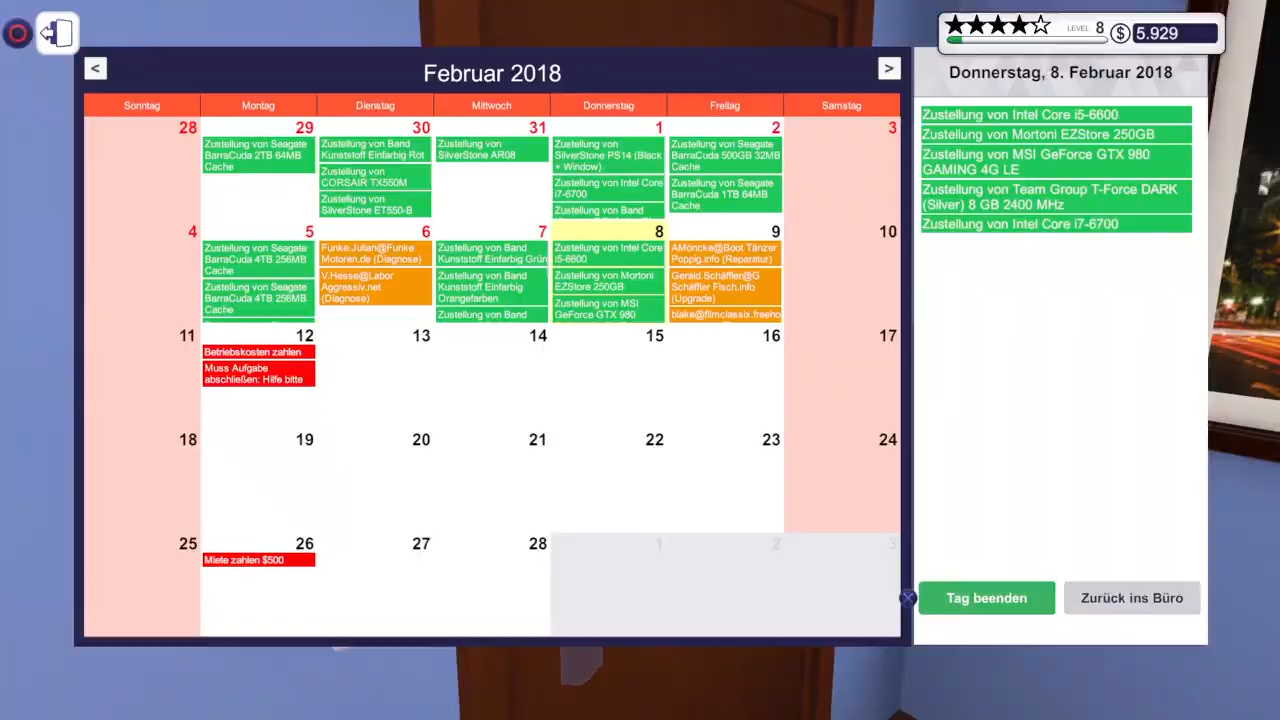 LEVEL 8
5.929
Februar 2018
Donnerstag, 8. Februar 2018
Sonntag Montag Dienstag Mittwoch Donnerstag Freitag Samstag
28
29
Zustellung von Seagate
BarraCuda 2TB 64MB
Cache
30
Zustellung von Band
Kunststoff Einfarbig Rot
Zustellung von
CORSAIR TX550M
Zustellung von
SilverStone ET550-B
31
Zustellung von
SilverStone AR08
1
Zustellung von
SilverStone PS14 (Black
+ Window)
Zustellung von Intel Core
i7-6700
Zustellung von Band
2
Zustellung von Seagate
BarraCuda 500GB 32MB
Cache
Zustellung von Seagate
BarraCuda 1TB 64MB
Cache
3
4
5
Zustellung von Seagate
BarraCuda 4TB 256MB
Cache
Zustellung von Seagate
BarraCuda 4TB 256MB
Cache
6
Funke.Julian@Funke
Motoren.de (Diagnose)
V.Hesse@Labor
Aggressiv.net
(Diagnose)
7
Zustellung von Band
Kunststoff Einfarbig Grün
Zustellung von Band
Kunststoff Einfarbig
Orangefarben
Zustellung von Band
8
Zustellung von Intel Core
i5-6600
Zustellung von Mortoni
EZStore 250GB
Zustellung von MSI
GeForce GTX 980
9
AMöncke@Boot Tänzer
Poppig.info (Reparatur)
Gerald.Schäffler@G
Schäffler Fisch.info
(Upgrade)
blake@filmclassix.freeho
10
11
12
Betriebskosten zahlen
Muss Aufgabe
abschließen: Hilfe bitte
13
14
15
16
17
18
19
20
21
22
23
24
25
26
Miete zahlen $500
27
28
1
2
3
Zustellung von Intel Core i5-6600
Zustellung von Mortoni EZStore 250GB
Zustellung von MSI GeForce GTX 980
GAMING 4G LE
Zustellung von Team Group T-Force DARK
(Silver) 8 GB 2400 MHz
Zustellung von Intel Core i7-6700
Tag beenden
Zurück ins Büro